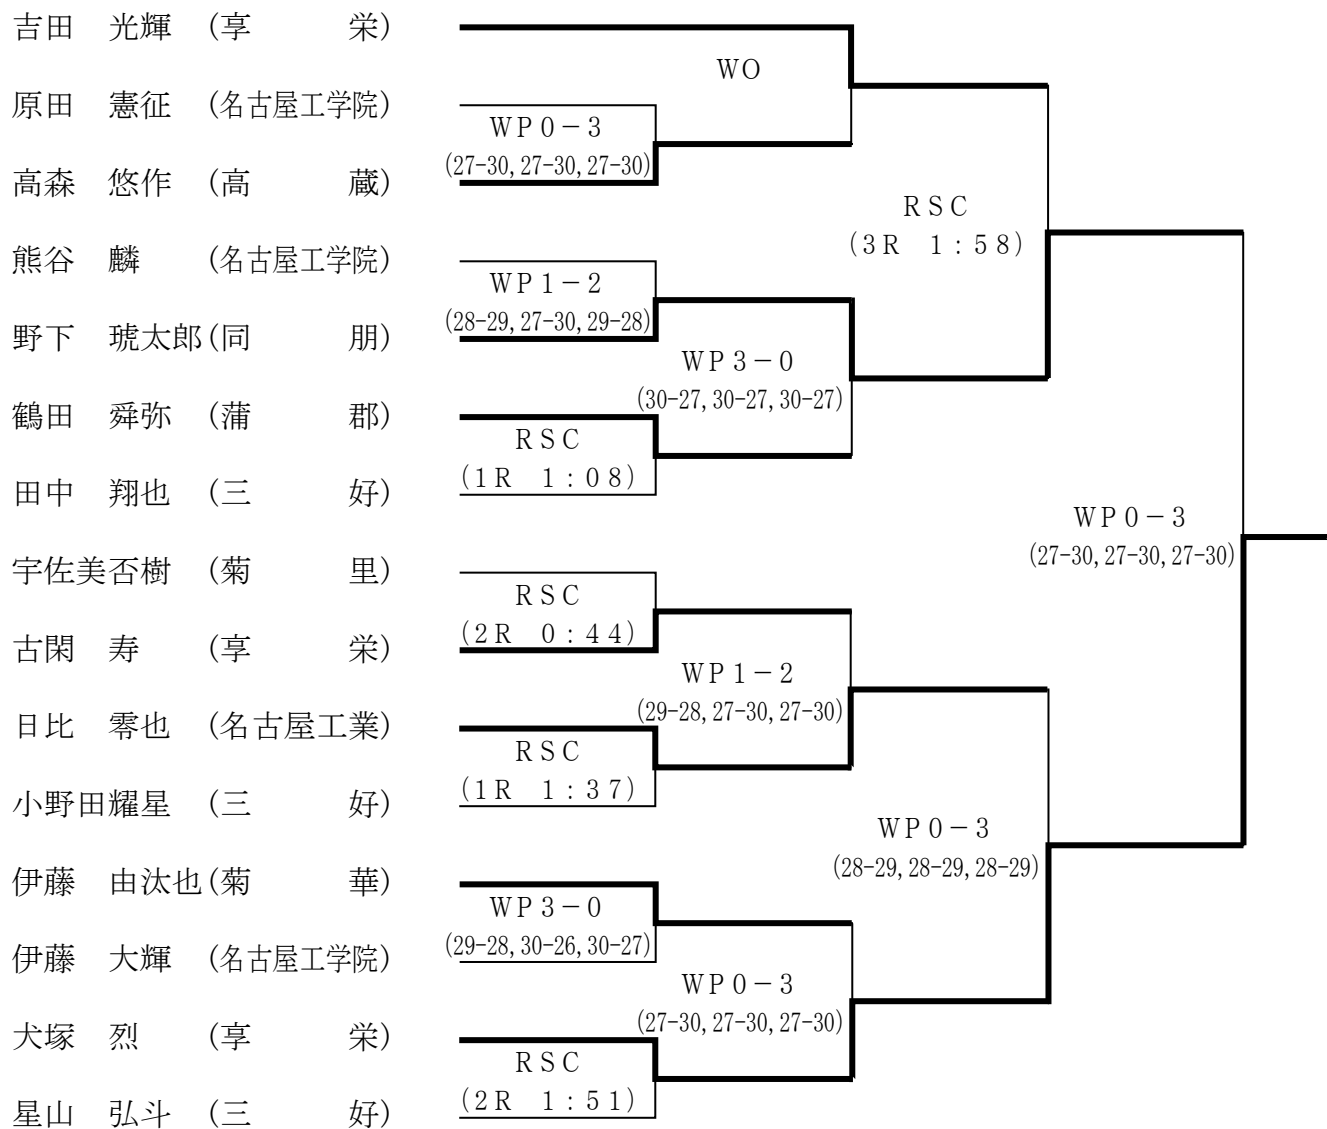 吉田　光輝　(享　　　栄)
WO
原田　憲征　(名古屋工学院)
WP0－3
(27-30, 27-30, 27-30)
高森　悠作　(高　　　蔵)
RSC
(3R　1：58)
熊谷　麟　　(名古屋工学院)
WP1－2
(28-29, 27-30, 29-28)
野下　琥太郎(同　　　朋)
WP3－0
(30-27, 30-27, 30-27)
鶴田　舜弥　(蒲　　　郡)
RSC
(1R　1：08)
田中　翔也　(三　　　好)
WP0－3
(27-30, 27-30, 27-30)
宇佐美否樹　(菊　　　里)
RSC
(2R　0：44)
古閑　寿　　(享　　　栄)
WP1－2
(29-28, 27-30, 27-30)
日比　零也　(名古屋工業)
RSC
(1R　1：37)
小野田耀星　(三　　　好)
WP0－3
(28-29, 28-29, 28-29)
伊藤　由汰也(菊　　　華)
WP3－0
(29-28, 30-26, 30-27)
伊藤　大輝　(名古屋工学院)
WP0－3
(27-30, 27-30, 27-30)
犬塚　烈　　(享　　　栄)
RSC
(2R　1：51)
星山　弘斗　(三　　　好)